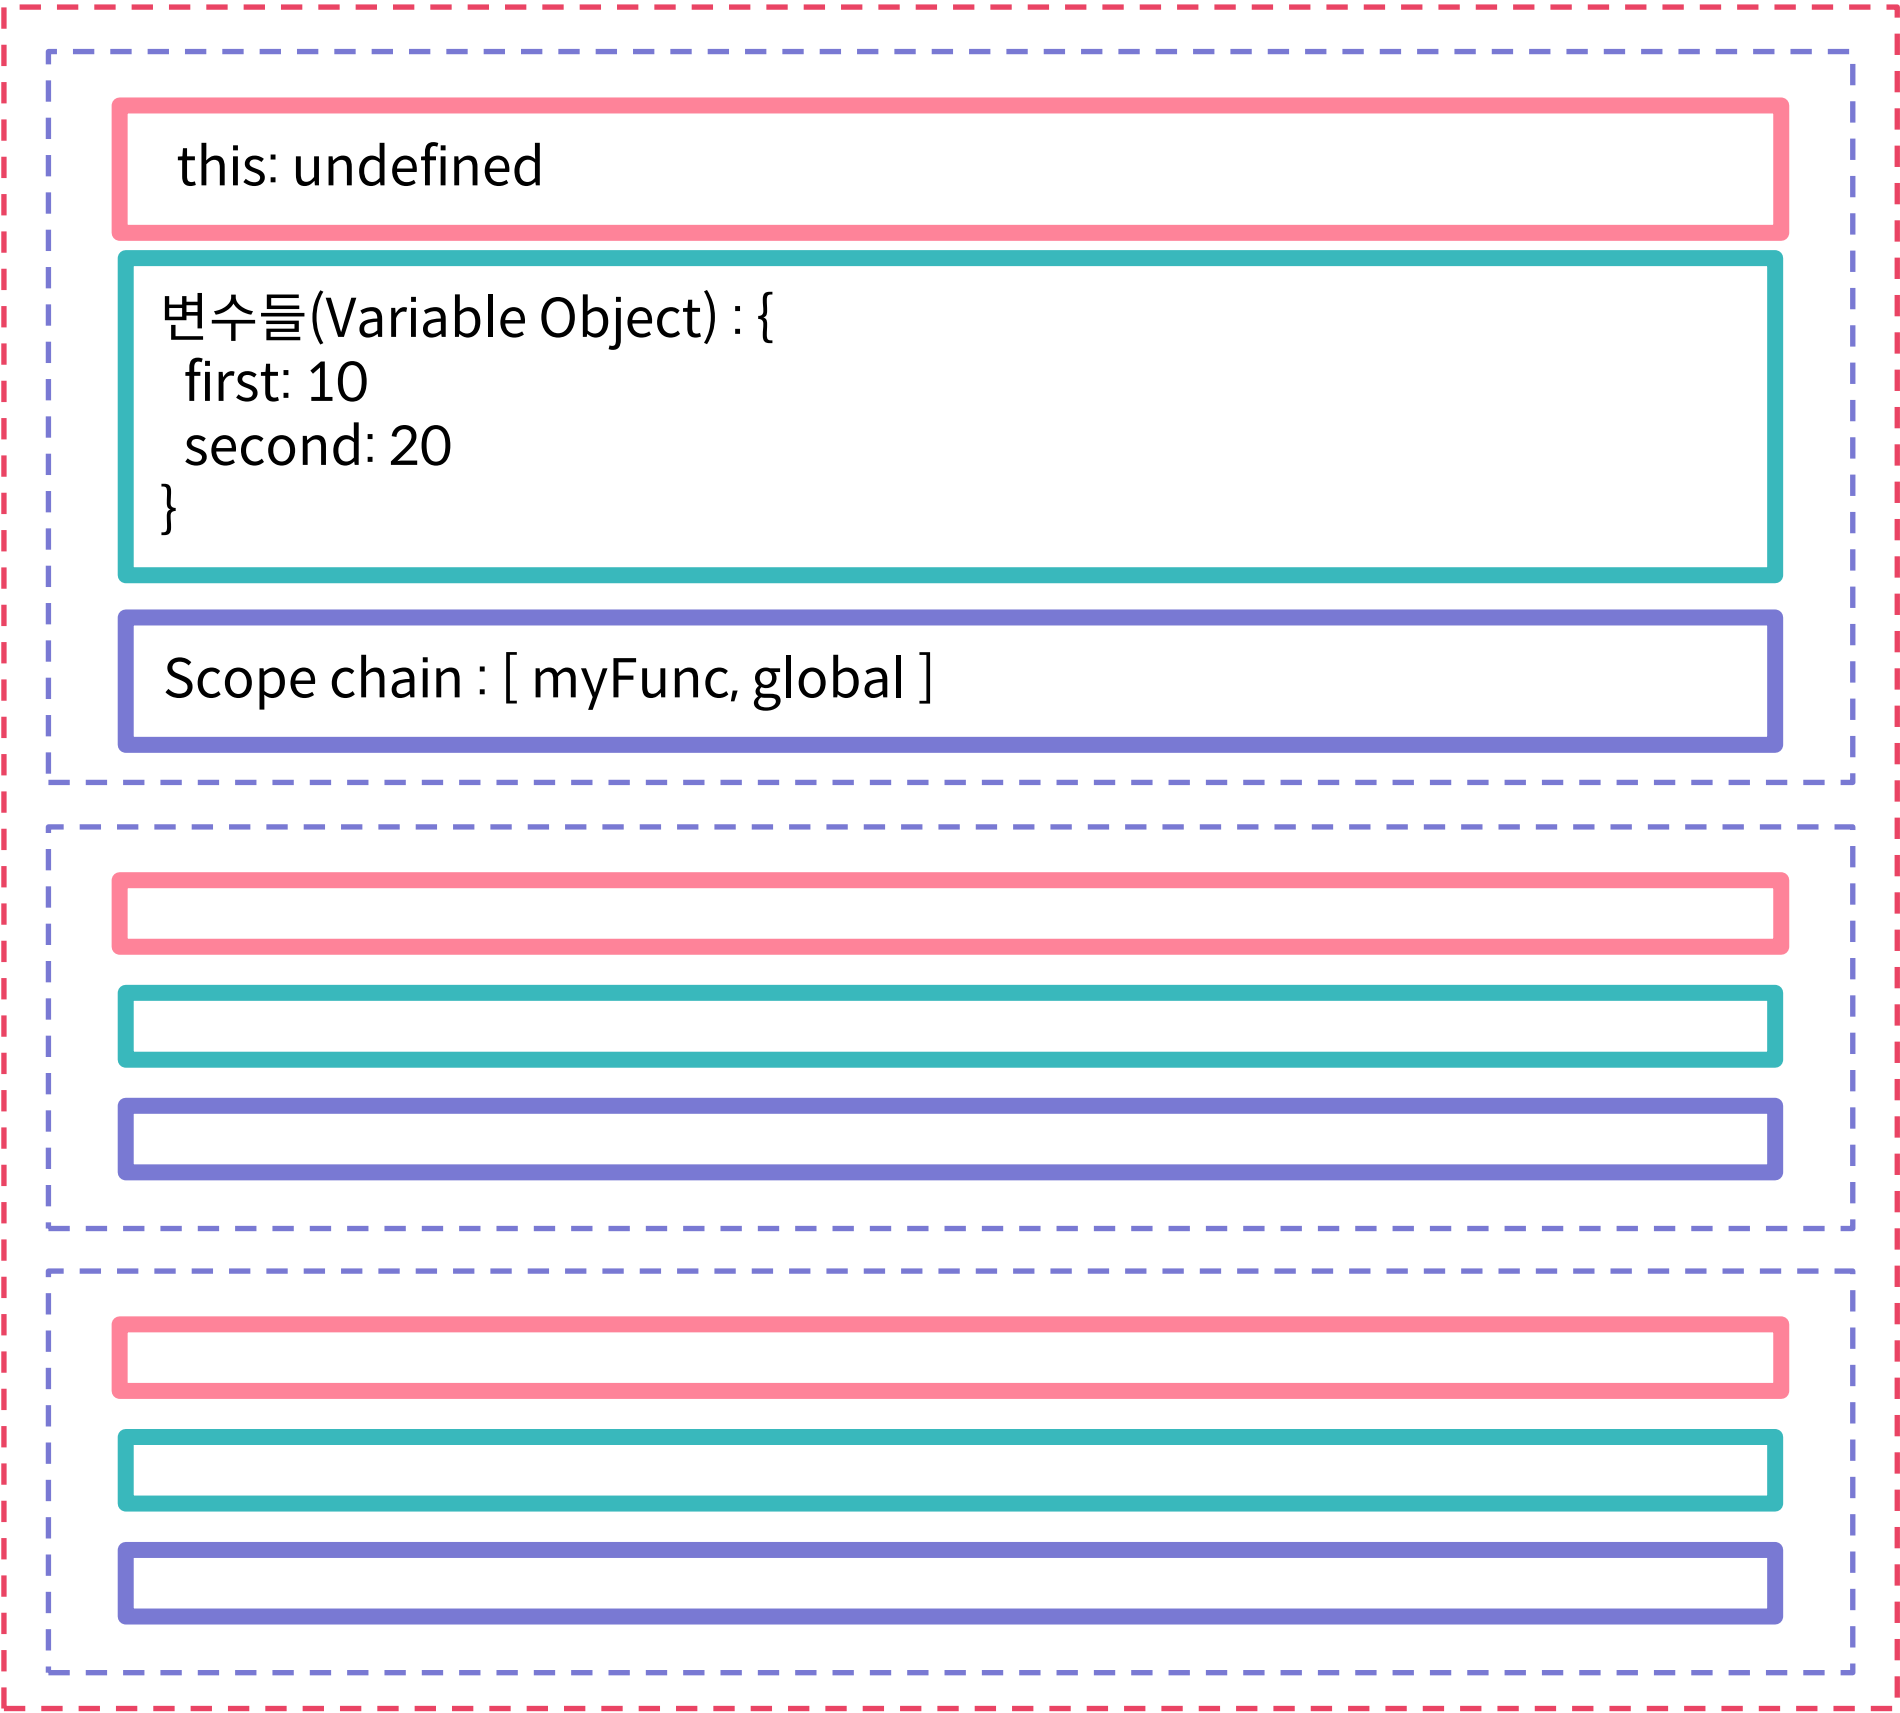 this: undefined
변수들(Variable Object) : {
first: 10
second: 20
}
Scope chain : [ myFunc, global ]